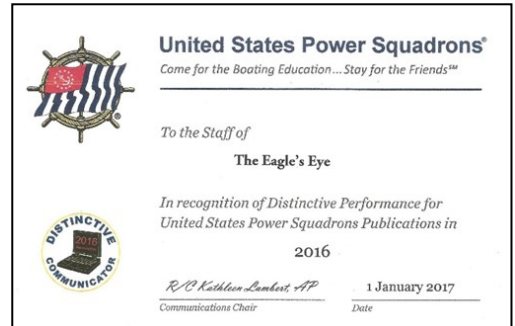 United States Power Squadrons®
Come for the Boating Education...Stay for the Friends℠
To the Staff of
The Eagle's Eye
In recognition of Distinctive Performance for
United States Power Squadrons Publications in
2016
DISTINCTIVE
2016
COMMUNICATOR
R/C Kathleen Lambert, AP
1 January 2017
Communications Chair
Date